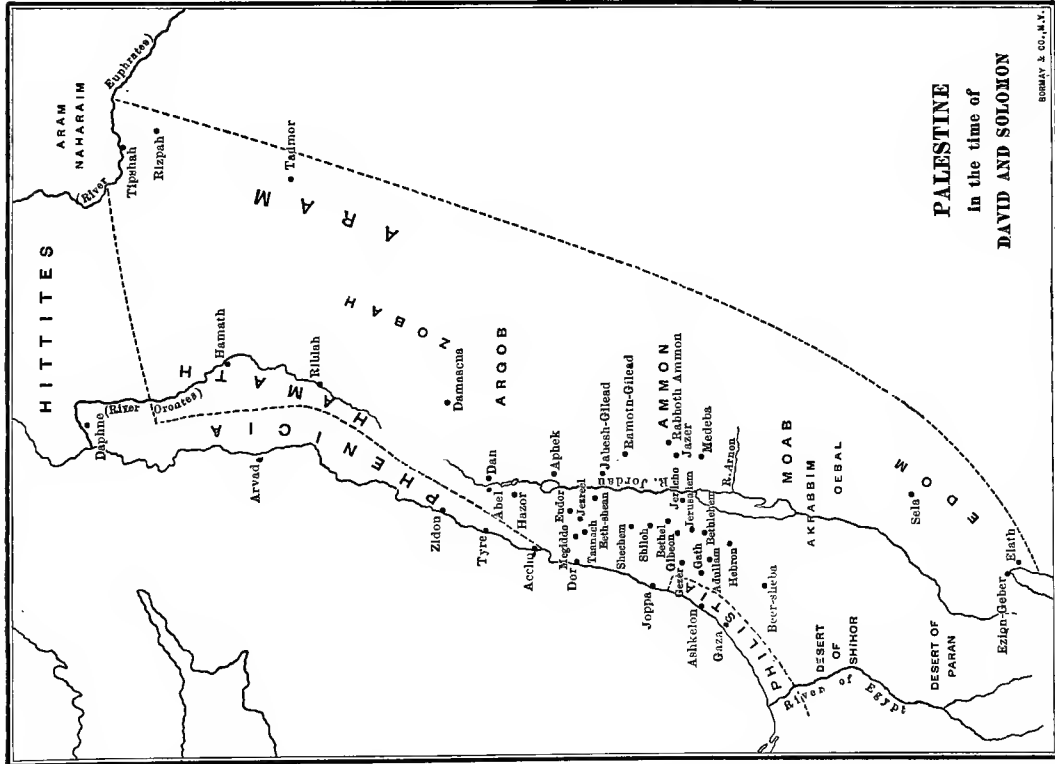 HITTITES
ARAM
NAHARAIM
(River Euphrates)
Tipshah
Rizpah
Tadmor
ARAM
Daphne
(River Orontes)
Hamath
HAMATH
Riblah
PHENICIA
Arvad
ZOBAH
Damascus
ARGOB
Zidon
Tyre
Dan
Abel
Hazor
Accho
Aphek
Endor
Megiddo
Jezreel
Dor
Taanach
Beth-shean
Jabesh-Gilead
Ramoth-Gilead
R. Jordan
Shechem
Shiloh
Joppa
Bethel
Gibeon
Jericho
AMMON
Rabboth Ammon
Jazer
Medeba
Gezer
Jerusalem
PHILISTIA
Gath
Bethlehem
Ashkelon
Adullam
Hebron
Gaza
R. Arnon
Beer-sheba
MOAB
AKRABBIM
GEBAL
DESERT
OF
SHIHOR
River of Egypt
Sela
EDOM
DESERT OF
PARAN
Ezion-Geber
Elath
PALESTINE
in the time of
DAVID AND SOLOMON
BORMAY & CO., N.Y.